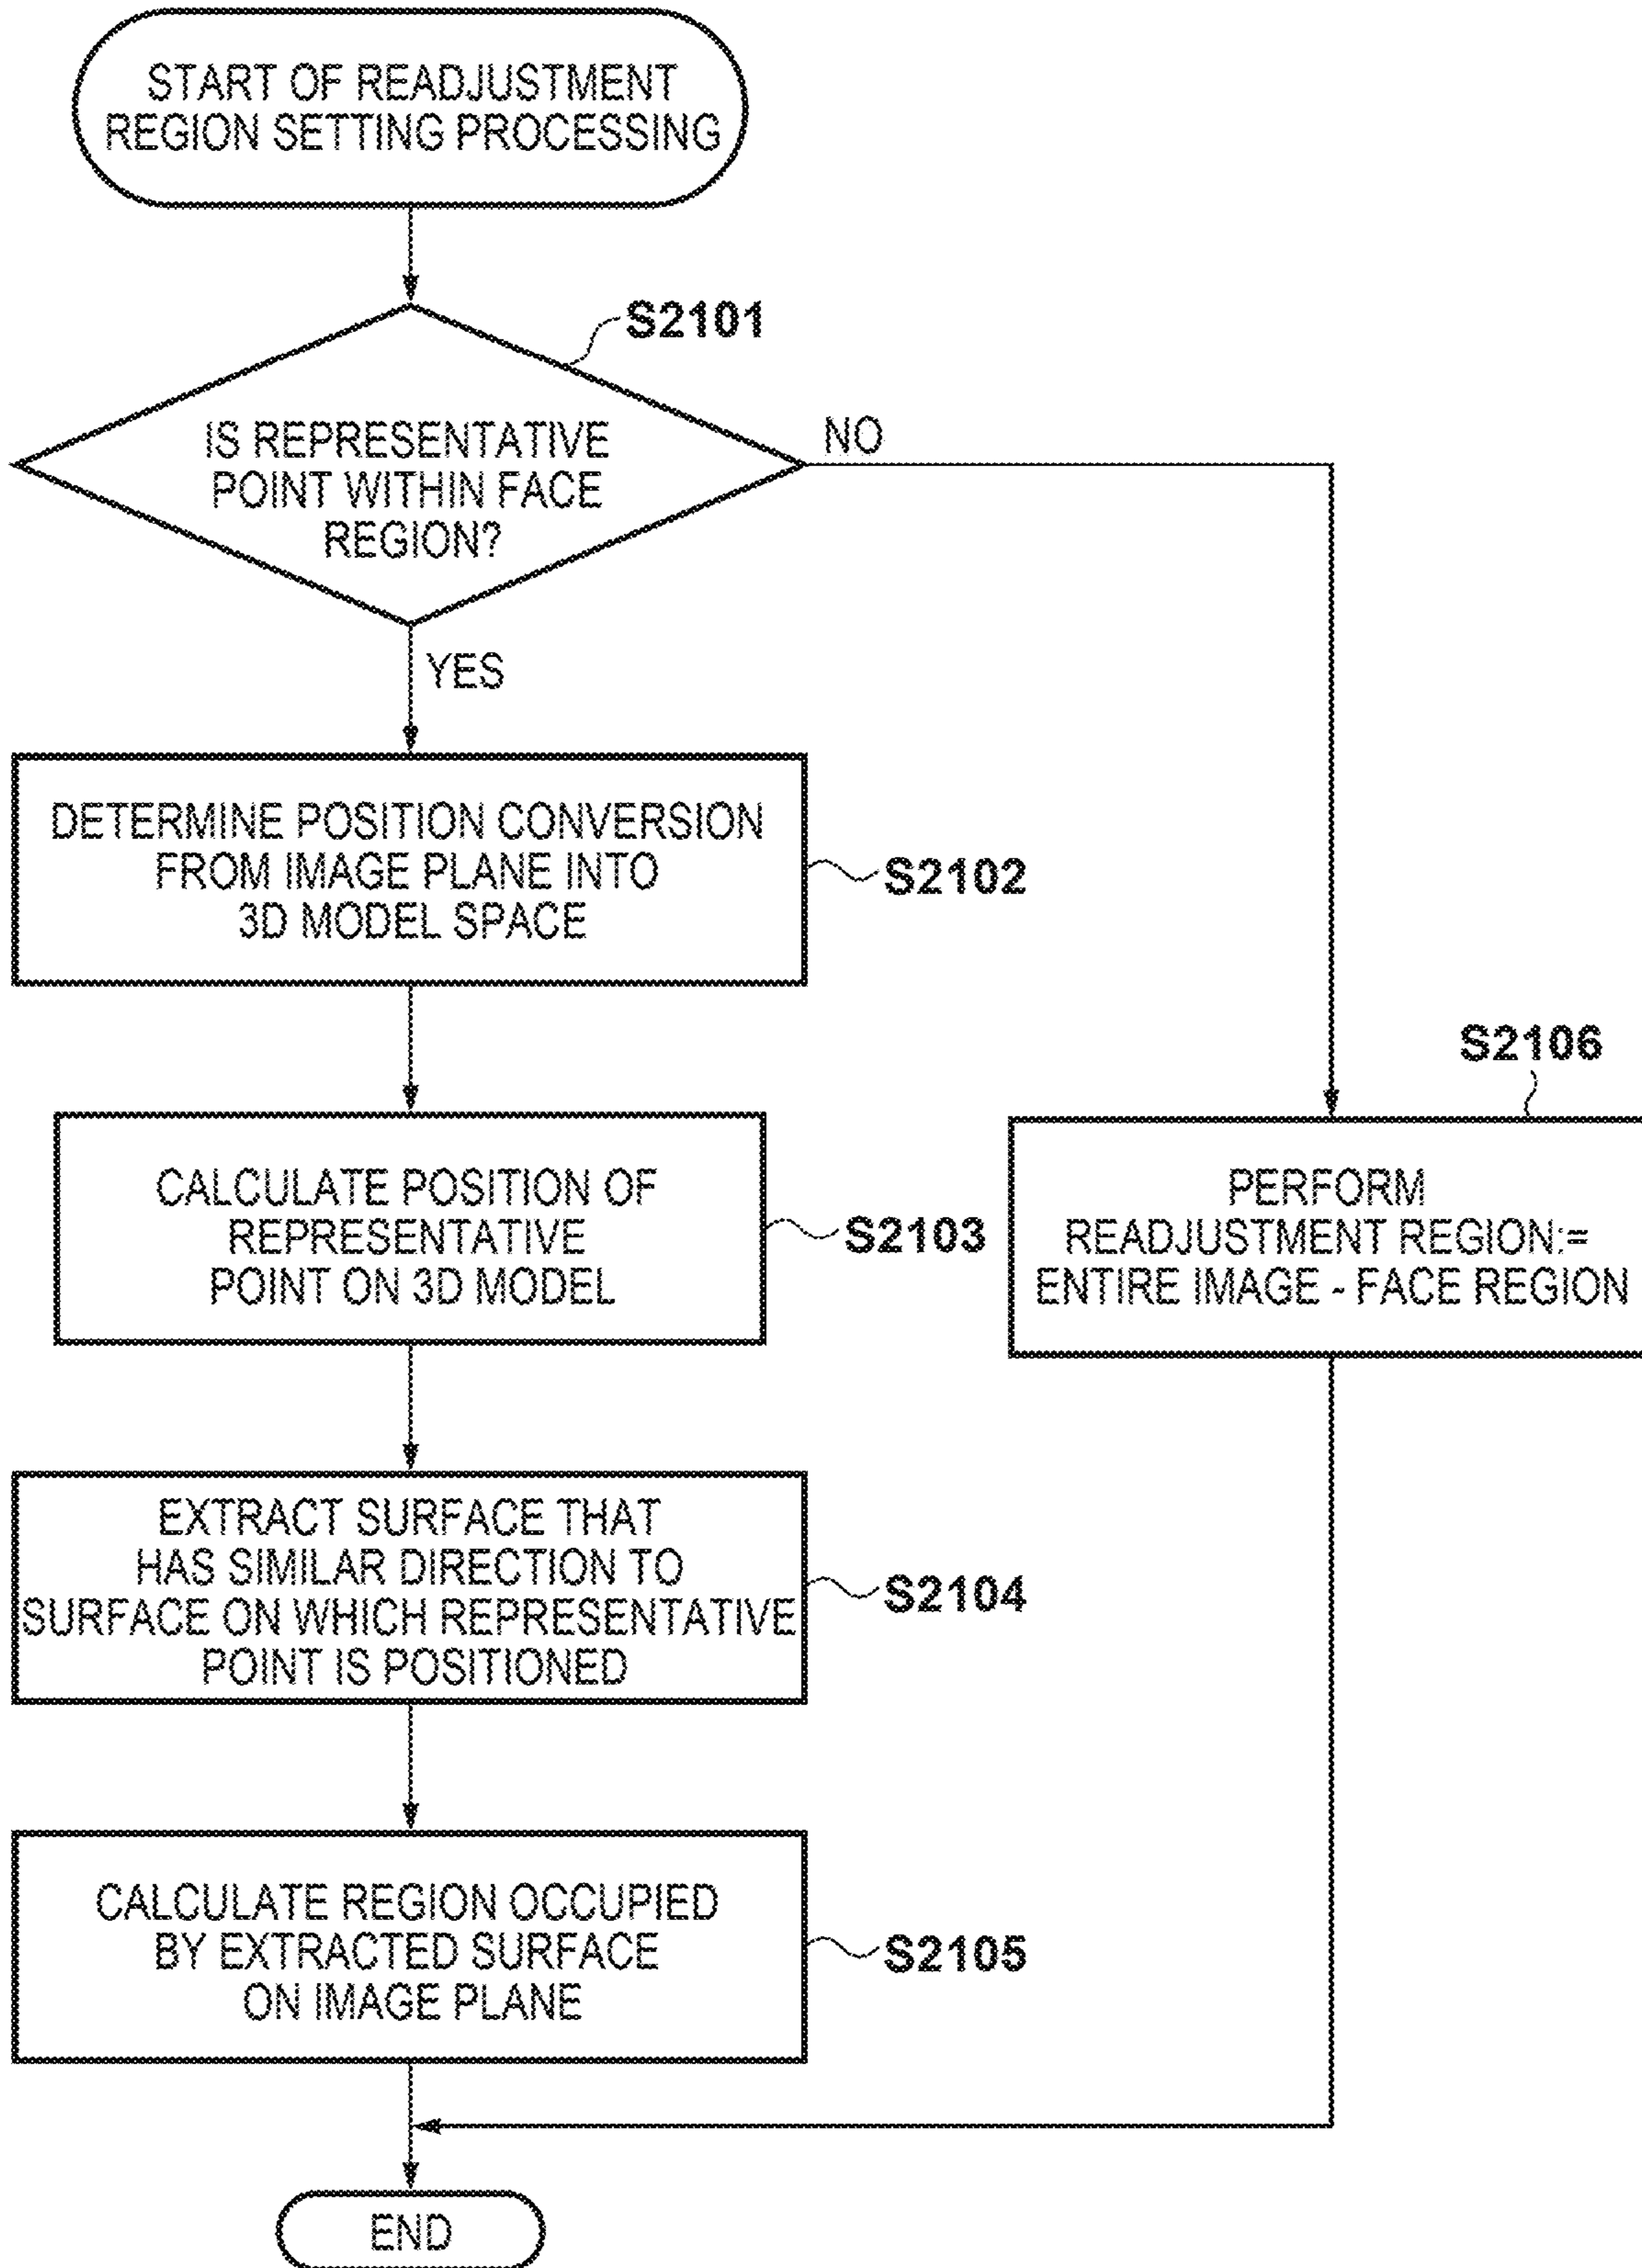 START OF READJUSTMENT
REGION SETTING PROCESSING
S2101
IS REPRESENTATIVE
POINT WITHIN FACE
REGION?
NO
YES
DETERMINE POSITION CONVERSION
FROM IMAGE PLANE INTO
3D MODEL SPACE
S2102
CALCULATE POSITION OF
REPRESENTATIVE
POINT ON 3D MODEL
S2103
S2106
PERFORM
READJUSTMENT REGION:=
ENTIRE IMAGE - FACE REGION
EXTRACT SURFACE THAT
HAS SIMILAR DIRECTION TO
SURFACE ON WHICH REPRESENTATIVE
POINT IS POSITIONED
S2104
CALCULATE REGION OCCUPIED
BY EXTRACTED SURFACE
ON IMAGE PLANE
S2105
END